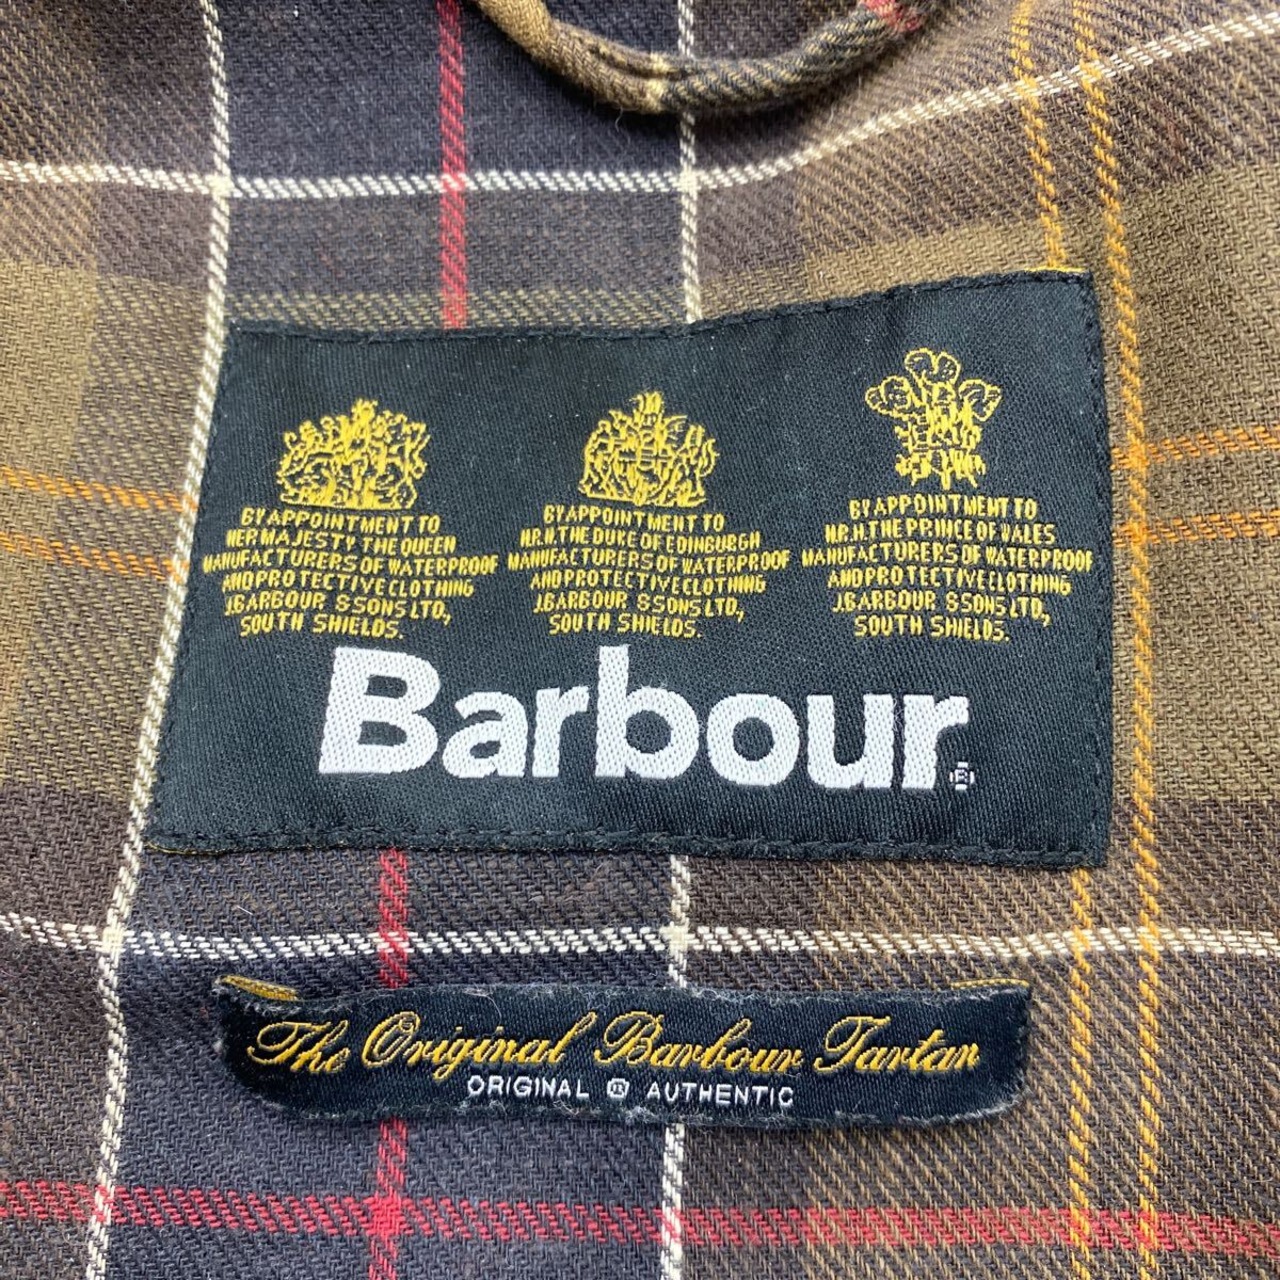 BY APPOINTMENT TO
HER MAJESTY THE QUEEN
MANUFACTURERS OF WATERPROOF
AND PROTECTIVE CLOTHING
J.BARBOUR & SONS LTD,
SOUTH SHIELDS.
BY APPOINTMENT TO
H.R.H. THE DUKE OF EDINBURGH
MANUFACTURERS OF WATERPROOF
AND PROTECTIVE CLOTHING
J.BARBOUR & SONS LTD,
SOUTH SHIELDS.
BY APPOINTMENT TO
H.R.H. THE PRINCE OF WALES
MANUFACTURERS OF WATERPROOF
AND PROTECTIVE CLOTHING
J.BARBOUR & SONS LTD,
SOUTH SHIELDS.
Barbour®
The Original Barbour Tartan
ORIGINAL ® AUTHENTIC